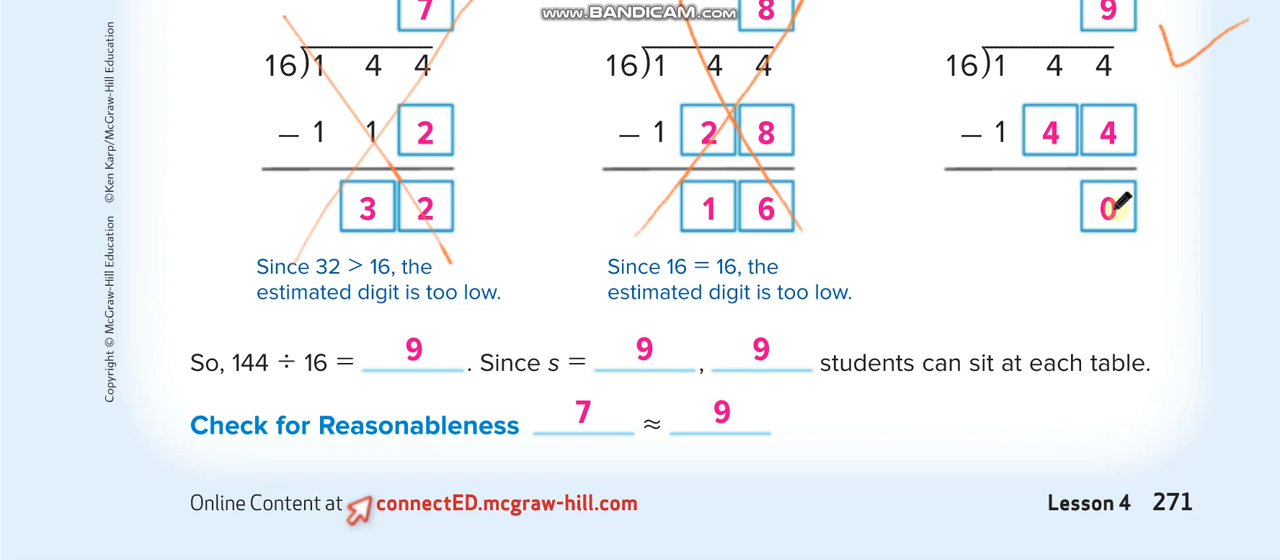 www.BANDICAM.com
7 8 9
16)1 4 4 16)1 4 4 16)1 4 4
– 1 1 2 – 1 2 8 – 1 4 4
3 2 1 6 0
Since 32 > 16, the
estimated digit is too low.
Since 16 = 16, the
estimated digit is too low.
So, 144 ÷ 16 = 9 . Since s = 9 , 9 students can sit at each table.
Check for Reasonableness 7 ≈ 9
Online Content at connectED.mcgraw-hill.com
Lesson 4 271
Copyright © McGraw-Hill Education ©Ken Karp/McGraw-Hill Education